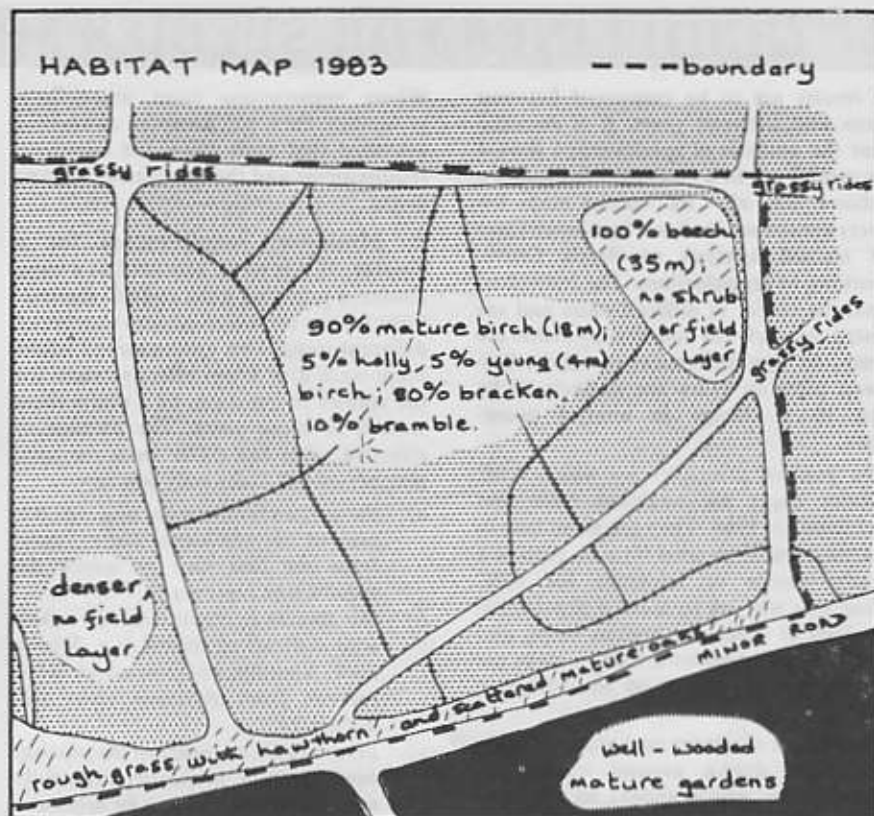 HABITAT MAP 1983
boundary
grassy rides
grassy rides
100% beech
(35m);
no shrub
or field
layer
90% mature birch (18m);
5% holly, 5% young (4m)
birch; 80% bracken,
10% bramble.
grassy rides
denser,
no field
layer
rough grass with hawthorn and scattered mature oaks
MINOR ROAD
well-wooded
mature gardens